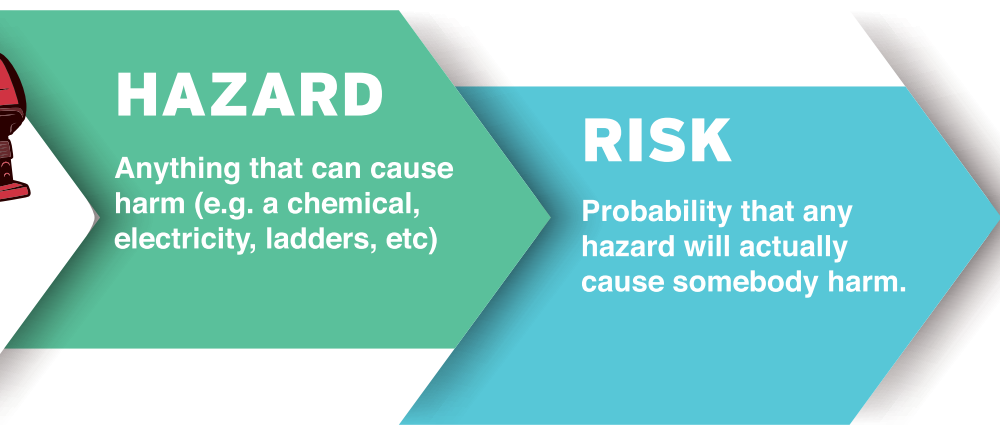 HAZARD
Anything that can cause
harm (e.g. a chemical,
electricity, ladders, etc)
RISK
Probability that any
hazard will actually
cause somebody harm.